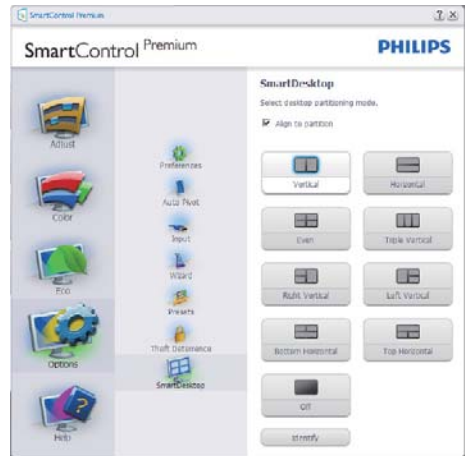 SmartControl Premium
SmartControl Premium
PHILIPS
Adjust
Color
Eco
Options
Help
Preferences
Auto Pivot
Input
Wizard
Presets
Theft Deterrence
SmartDesktop
SmartDesktop
Select desktop partitioning mode.
Align to partition
Vertical
Horizontal
Even
Triple Vertical
Right Vertical
Left Vertical
Bottom Horizontal
Top Horizontal
Off
Identify